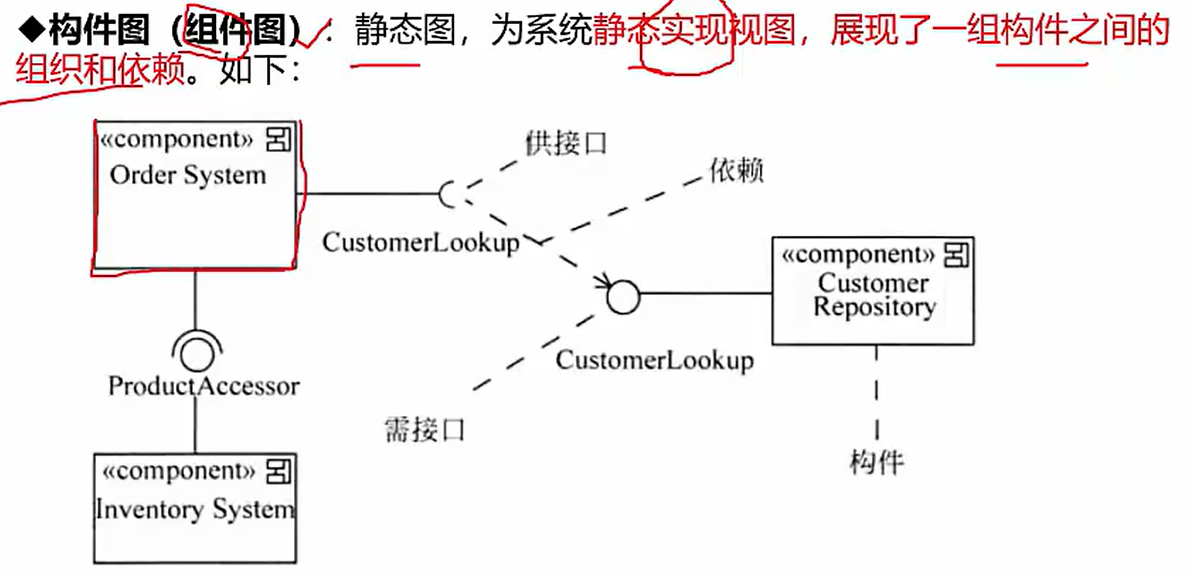 ◆构件图（组件图）：静态图，为系统静态实现视图，展现了一组构件之间的
组织和依赖。如下：
«component»
Order System
供接口
依赖
CustomerLookup
«component»
Customer
Repository
ProductAccessor
CustomerLookup
需接口
构件
«component»
Inventory System